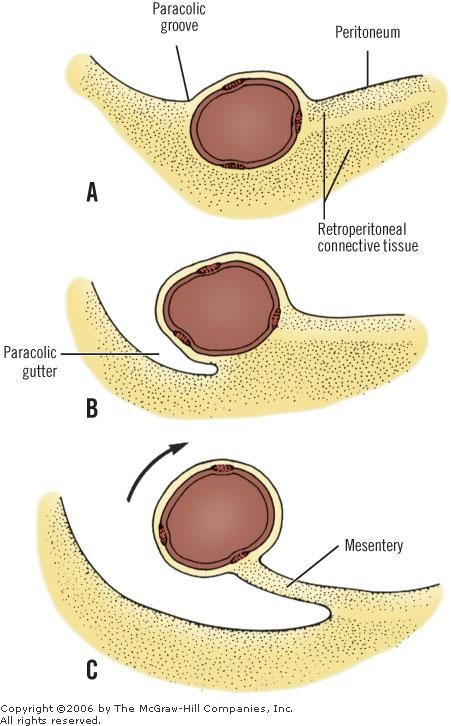 Paracolic
groove
Peritoneum
A
Retroperitoneal
connective tissue
Paracolic
gutter
B
Mesentery
C
Copyright ©2006 by The McGraw-Hill Companies, Inc.
All rights reserved.